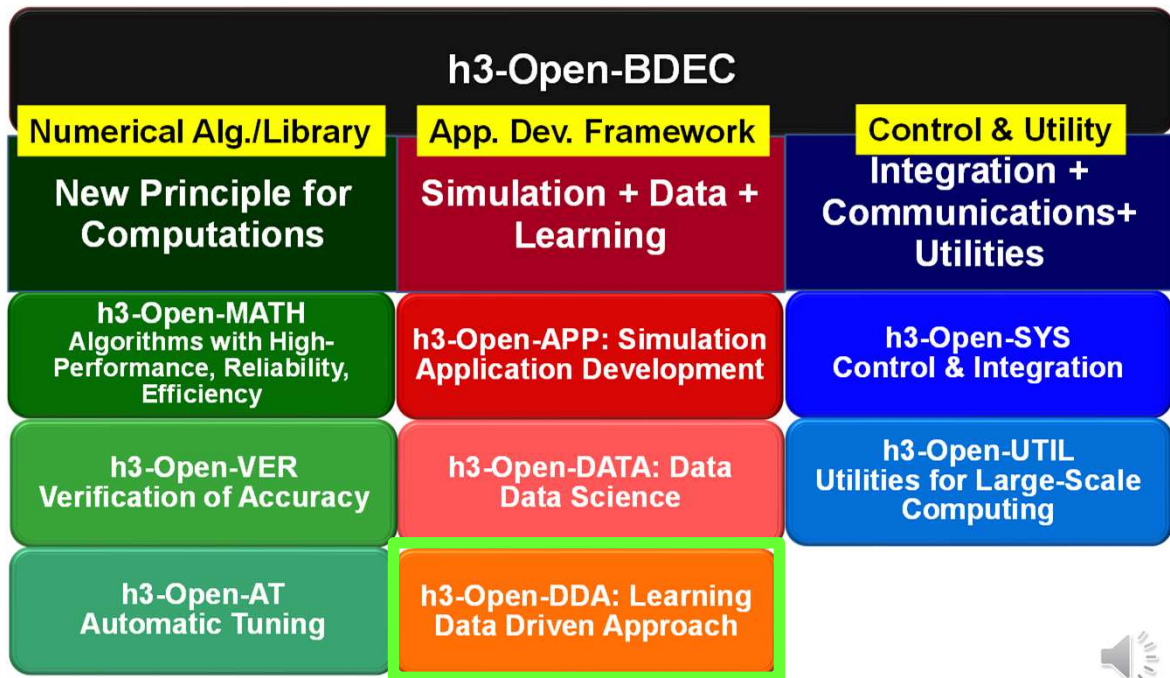 h3-Open-BDEC
Numerical Alg./Library
New Principle for
Computations
h3-Open-MATH
Algorithms with High-
Performance, Reliability,
Efficiency
h3-Open-VER
Verification of Accuracy
h3-Open-AT
Automatic Tuning
App. Dev. Framework
Simulation + Data +
Learning
h3-Open-APP: Simulation
Application Development
h3-Open-DATA: Data
Data Science
h3-Open-DDA: Learning
Data Driven Approach
Control & Utility
Integration +
Communications+
Utilities
h3-Open-SYS
Control & Integration
h3-Open-UTIL
Utilities for Large-Scale
Computing